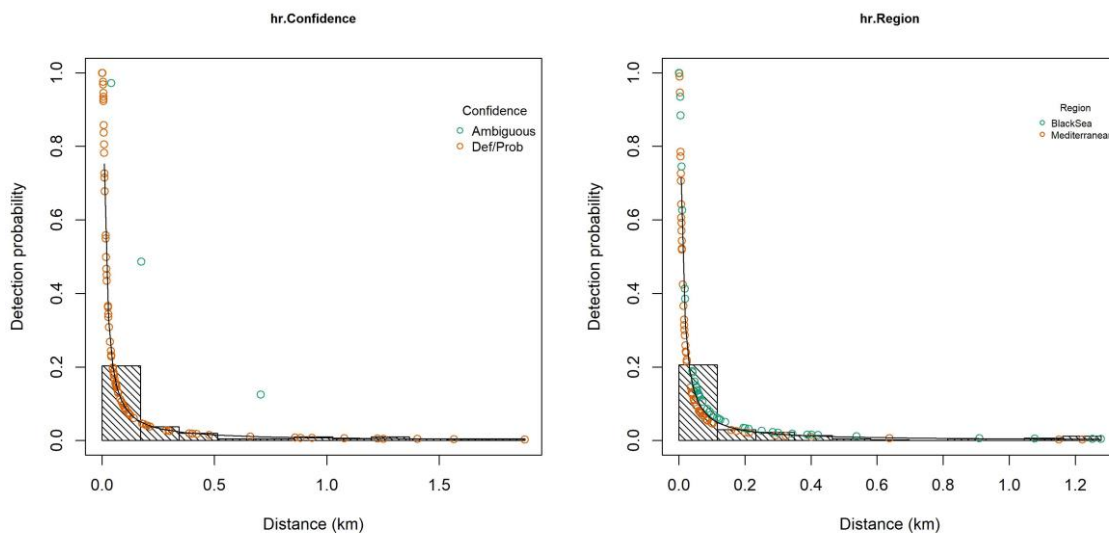 hr.Confidence
1.0
0.8
0.6
0.4
0.2
0.0
Detection probability
Confidence
Ambiguous
Def/Prob
0.0 0.5 1.0 1.5
Distance (km)
hr.Region
1.0
0.8
0.6
0.4
0.2
0.0
Detection probability
Region
BlackSea
Mediterranean
0.0 0.2 0.4 0.6 0.8 1.0 1.2
Distance (km)